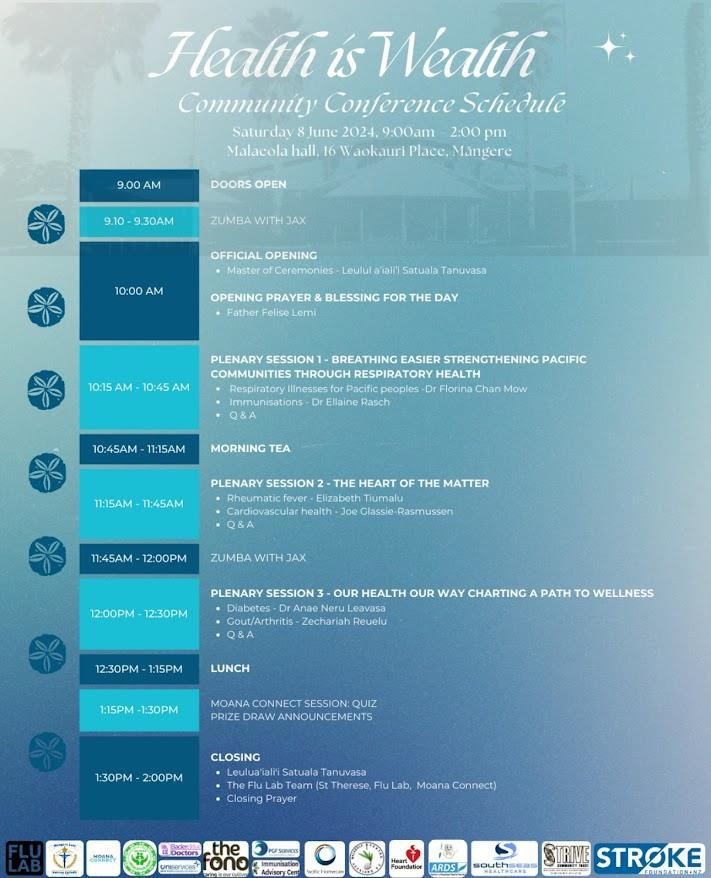 Health is Wealth
Community Conference Schedule
Saturday 8 June 2024, 9:00am - 2:00 pm
Malaeola hall, 16 Waokauri Place, Māngere
9.00 AM DOORS OPEN
9.10 - 9.30AM ZUMBA WITH JAX
OFFICIAL OPENING
• Master of Ceremonies - Leulul a'iali'i Satuala Tanuvasa
10:00 AM
OPENING PRAYER & BLESSING FOR THE DAY
• Father Felise Lemi
PLENARY SESSION 1 - BREATHING EASIER STRENGTHENING PACIFIC
COMMUNITIES THROUGH RESPIRATORY HEALTH
10:15 AM - 10:45 AM
• Respiratory Illnesses for Pacific peoples -Dr Florina Chan Mow
• Immunisations - Dr Ellaine Rasch
• Q & A
10:45AM - 11:15AM MORNING TEA
PLENARY SESSION 2 - THE HEART OF THE MATTER
11:15AM - 11:45AM
• Rheumatic fever - Elizabeth Tiumalu
• Cardiovascular health - Joe Glassie-Rasmussen
• Q & A
11:45AM - 12:00PM ZUMBA WITH JAX
PLENARY SESSION 3 - OUR HEALTH OUR WAY CHARTING A PATH TO WELLNESS
12:00PM - 12:30PM
• Diabetes - Dr Anae Neru Leavasa
• Gout/Arthritis - Zechariah Reuelu
• Q & A
12:30PM - 1:15PM LUNCH
1:15PM -1:30PM
MOANA CONNECT SESSION: QUIZ
PRIZE DRAW ANNOUNCEMENTS
CLOSING
1:30PM - 2:00PM
• Leulua'iali'i Satuala Tanuvasa
• The Flu Lab Team (St Therese, Flu Lab, Moana Connect)
• Closing Prayer
FLU
LAB
MOANA
CONNECT
Doctors
the
fono
PGF SERVICES
Immunisation
Advisory Cent
Heart
Foundation
ARDS
southseas
HEALTHCARE
STRIVE
COMMUNITY TRUST
STROKE
FOUNDATION NZ